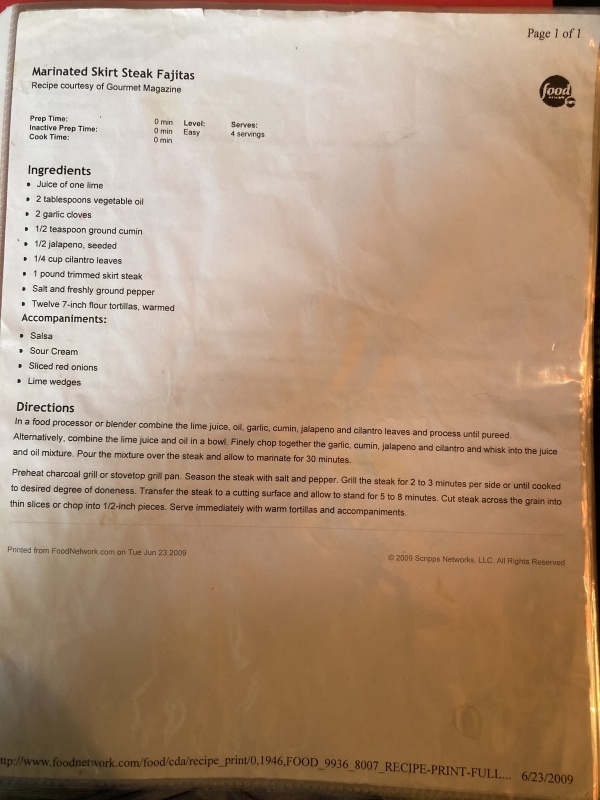 Page 1 of 1
Marinated Skirt Steak Fajitas
Recipe courtesy of Gourmet Magazine
food
Prep Time: 0 min Level: Serves:
Inactive Prep Time: 0 min Easy 4 servings
Cook Time: 0 min
Ingredients
• Juice of one lime
• 2 tablespoons vegetable oil
• 2 garlic cloves
• 1/2 teaspoon ground cumin
• 1/2 jalapeno, seeded
• 1/4 cup cilantro leaves
• 1 pound trimmed skirt steak
• Salt and freshly ground pepper
• Twelve 7-inch flour tortillas, warmed
Accompaniments:
• Salsa
• Sour Cream
• Sliced red onions
• Lime wedges
Directions
In a food processor or blender combine the lime juice, oil, garlic, cumin, jalapeno and cilantro leaves and process until pureed.
Alternatively, combine the lime juice and oil in a bowl. Finely chop together the garlic, cumin, jalapeno and cilantro and whisk into the juice
and oil mixture. Pour the mixture over the steak and allow to marinate for 30 minutes.
Preheat charcoal grill or stovetop grill pan. Season the steak with salt and pepper. Grill the steak for 2 to 3 minutes per side or until cooked
to desired degree of doneness. Transfer the steak to a cutting surface and allow to stand for 5 to 8 minutes. Cut steak across the grain into
thin slices or chop into 1/2-inch pieces. Serve immediately with warm tortillas and accompaniments.
Printed from FoodNetwork.com on Tue Jun 23 2009
© 2009 Scripps Networks, LLC. All Rights Reserved
ttp://www.foodnetwork.com/food/cda/recipe_print/0,1946,FOOD_9936_8007_RECIPE-PRINT-FULL... 6/23/2009